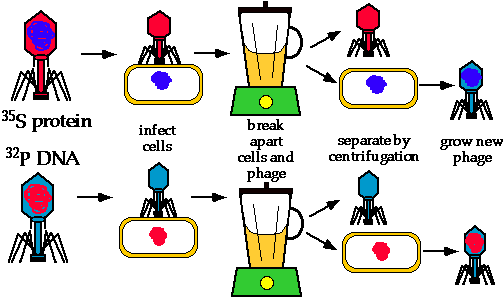 ³⁵S protein
³²P DNA
infect
cells
break
apart
cells and
phage
separate by
centrifugation
grow new
phage